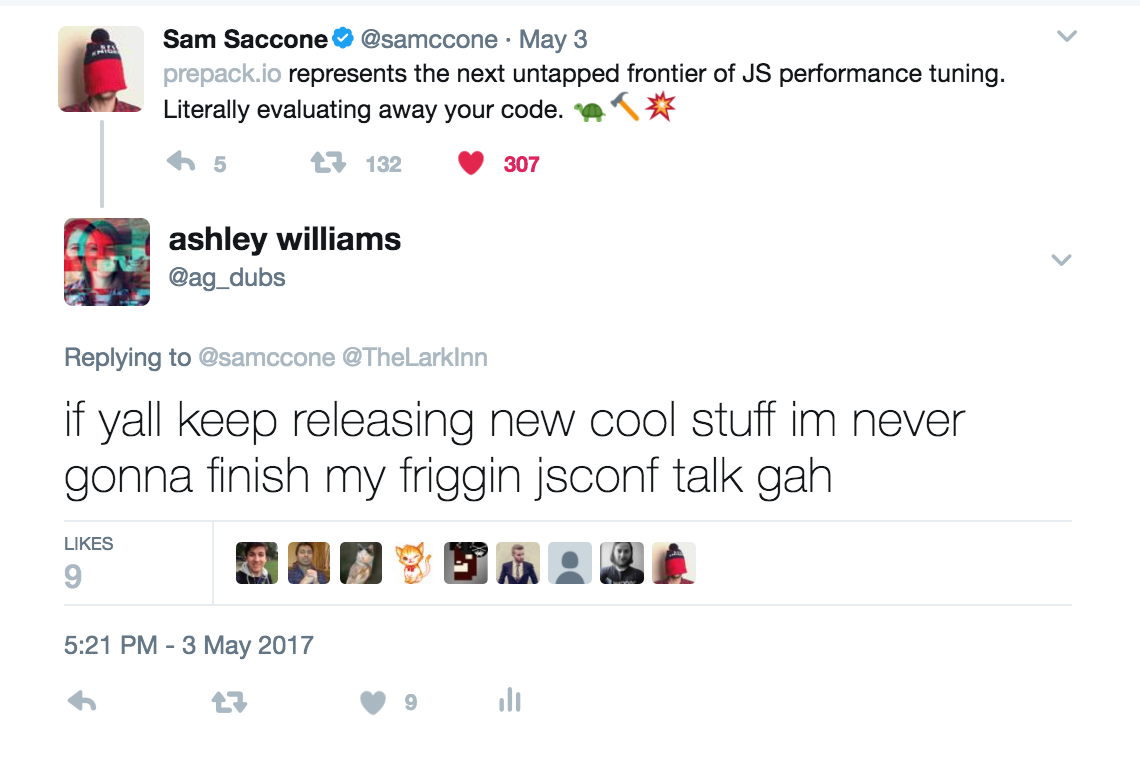 Sam Saccone @samccone · May 3
prepack.io represents the next untapped frontier of JS performance tuning.
Literally evaluating away your code. 🐢🔨💥
5 132 307
ashley williams
@ag_dubs
Replying to @samccone @TheLarkInn
if yall keep releasing new cool stuff im never
gonna finish my friggin jsconf talk gah
LIKES
9
5:21 PM - 3 May 2017
9